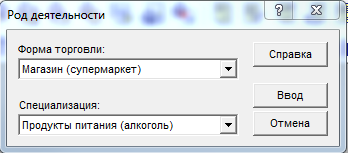 Род деятельности
Форма торговли:
Справка
Магазин (супермаркет)
Ввод
Специализация:
Отмена
Продукты питания (алкоголь)